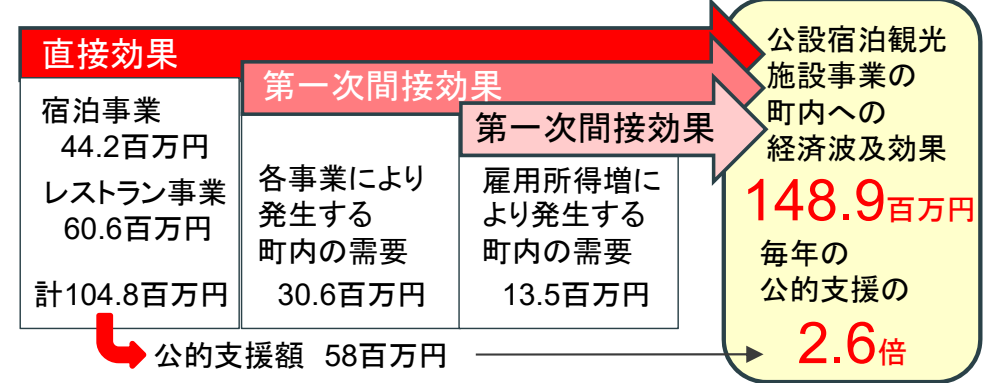 直接効果
宿泊事業
44.2百万円
レストラン事業
60.6百万円
計104.8百万円
第一次間接効果
各事業により
発生する
町内の需要
30.6百万円
第一次間接効果
雇用所得増に
より発生する
町内の需要
13.5百万円
公的支援額 58百万円
公設宿泊観光
施設事業の
町内への
経済波及効果
148.9百万円
毎年の
公的支援の
2.6倍